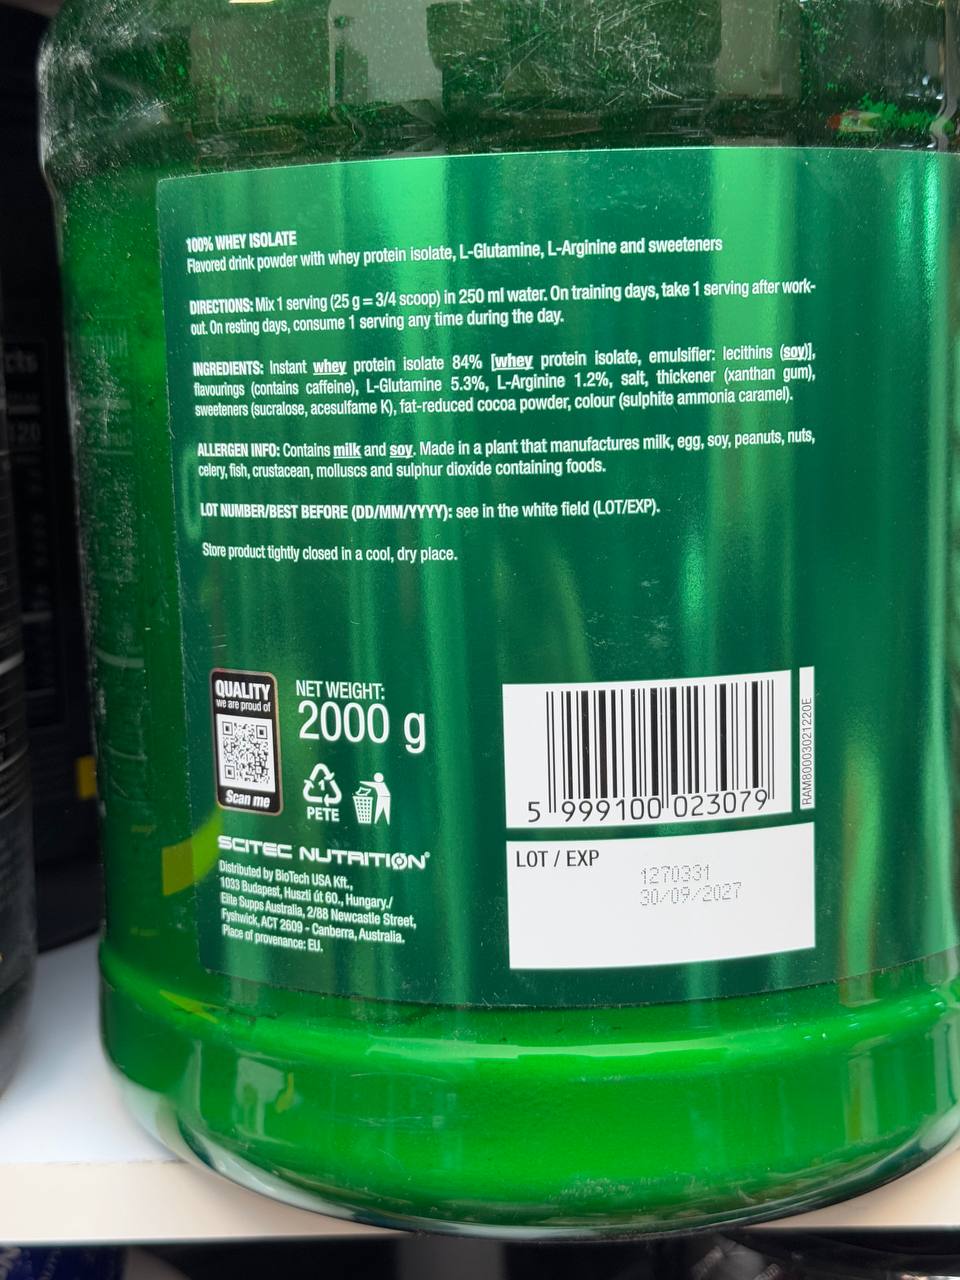 100% WHEY ISOLATE
Flavored drink powder with whey protein isolate, L-Glutamine, L-Arginine and sweeteners
DIRECTIONS: Mix 1 serving (25 g = 3/4 scoop) in 250 ml water. On training days, take 1 serving after work-
out. On resting days, consume 1 serving any time during the day.
INGREDIENTS: Instant whey protein isolate 84% [whey protein isolate, emulsifier: lecithins (soy)],
flavourings (contains caffeine), L-Glutamine 5.3%, L-Arginine 1.2%, salt, thickener (xanthan gum),
sweeteners (sucralose, acesulfame K), fat-reduced cocoa powder, colour (sulphite ammonia caramel).
ALLERGEN INFO: Contains milk and soy. Made in a plant that manufactures milk, egg, soy, peanuts, nuts,
celery, fish, crustacean, molluscs and sulphur dioxide containing foods.
LOT NUMBER/BEST BEFORE (DD/MM/YYYY): see in the white field (LOT/EXP).
Store product tightly closed in a cool, dry place.
QUALITY
we are proud of
Scan me
NET WEIGHT:
2000 g
1
PETE
SCITEC NUTRITION®
Distributed by BioTech USA Kft.,
1033 Budapest, Huszti út 60., Hungary./
Elite Supps Australia, 2/88 Newcastle Street,
Fyshwick, ACT 2609 - Canberra, Australia.
Place of provenance: EU.
5 999100 023079
RAM80003021220E
LOT / EXP
1270331
30/09/2027
cts
120